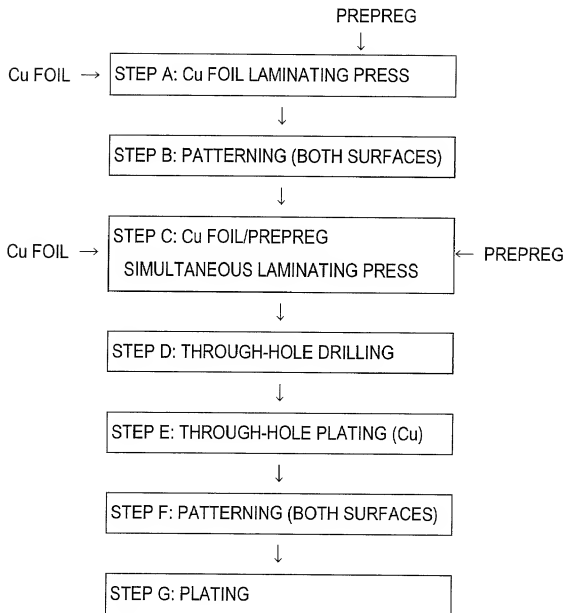 PREPREG
Cu FOIL → STEP A: Cu FOIL LAMINATING PRESS
STEP B: PATTERNING (BOTH SURFACES)
STEP C: Cu FOIL/PREPREG
Cu FOIL → SIMULTANEOUS LAMINATING PRESS ← PREPREG
STEP D: THROUGH-HOLE DRILLING
STEP E: THROUGH-HOLE PLATING (Cu)
STEP F: PATTERNING (BOTH SURFACES)
STEP G: PLATING